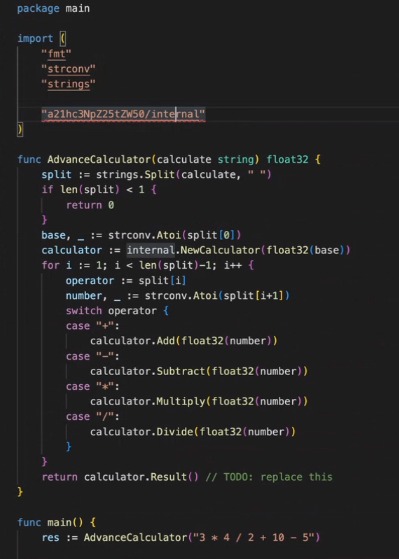 package main
import (
"fmt"
"strconv"
"strings"
"a21hc3NpZ25tZW50/internal"
)
func AdvanceCalculator(calculate string) float32 {
split := strings.Split(calculate, " ")
if len(split) < 1 {
return 0
}
base, _ := strconv.Atoi(split[0])
calculator := internal.NewCalculator(float32(base))
for i := 1; i < len(split)-1; i++ {
operator := split[i]
number, _ := strconv.Atoi(split[i+1])
switch operator {
case "+":
calculator.Add(float32(number))
case "-":
calculator.Subtract(float32(number))
case "*":
calculator.Multiply(float32(number))
case "/":
calculator.Divide(float32(number))
}
}
return calculator.Result() // TODO: replace this
}
func main() {
res := AdvanceCalculator("3 * 4 / 2 + 10 - 5")